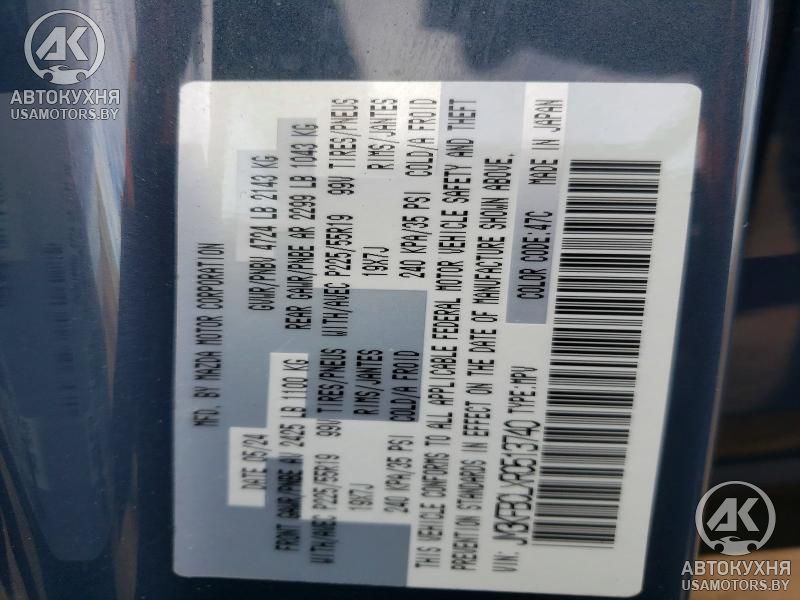 АВТОКУХНЯ
USAMOTORS.BY
MFD. BY MAZDA MOTOR CORPORATION
DATE 05/24 GVWR/PNBV 4724 LB 2143 KG
FRONT GAWR/PNBE AV 2425 LB 1100 KG REAR GAWR/PNBE AR 2299 LB 1043 KG
WITH/AVEC P225/55R19 99V TIRES/PNEUS WITH/AVEC P225/55R19 99V TIRES/PNEUS
19X7J RIMS/JANTES 19X7J RIMS/JANTES
240 KPA/35 PSI COLD/A FROID 240 KPA/35 PSI COLD/A FROID
THIS VEHICLE CONFORMS TO ALL APPLICABLE FEDERAL MOTOR VEHICLE SAFETY AND THEFT
PREVENTION STANDARDS IN EFFECT ON THE DATE OF MANUFACTURE SHOWN ABOVE.
VIN: TYPE: MPV
COLOR CODE:47C MADE IN JAPAN
АВТОКУХНЯ
USAMOTORS.BY